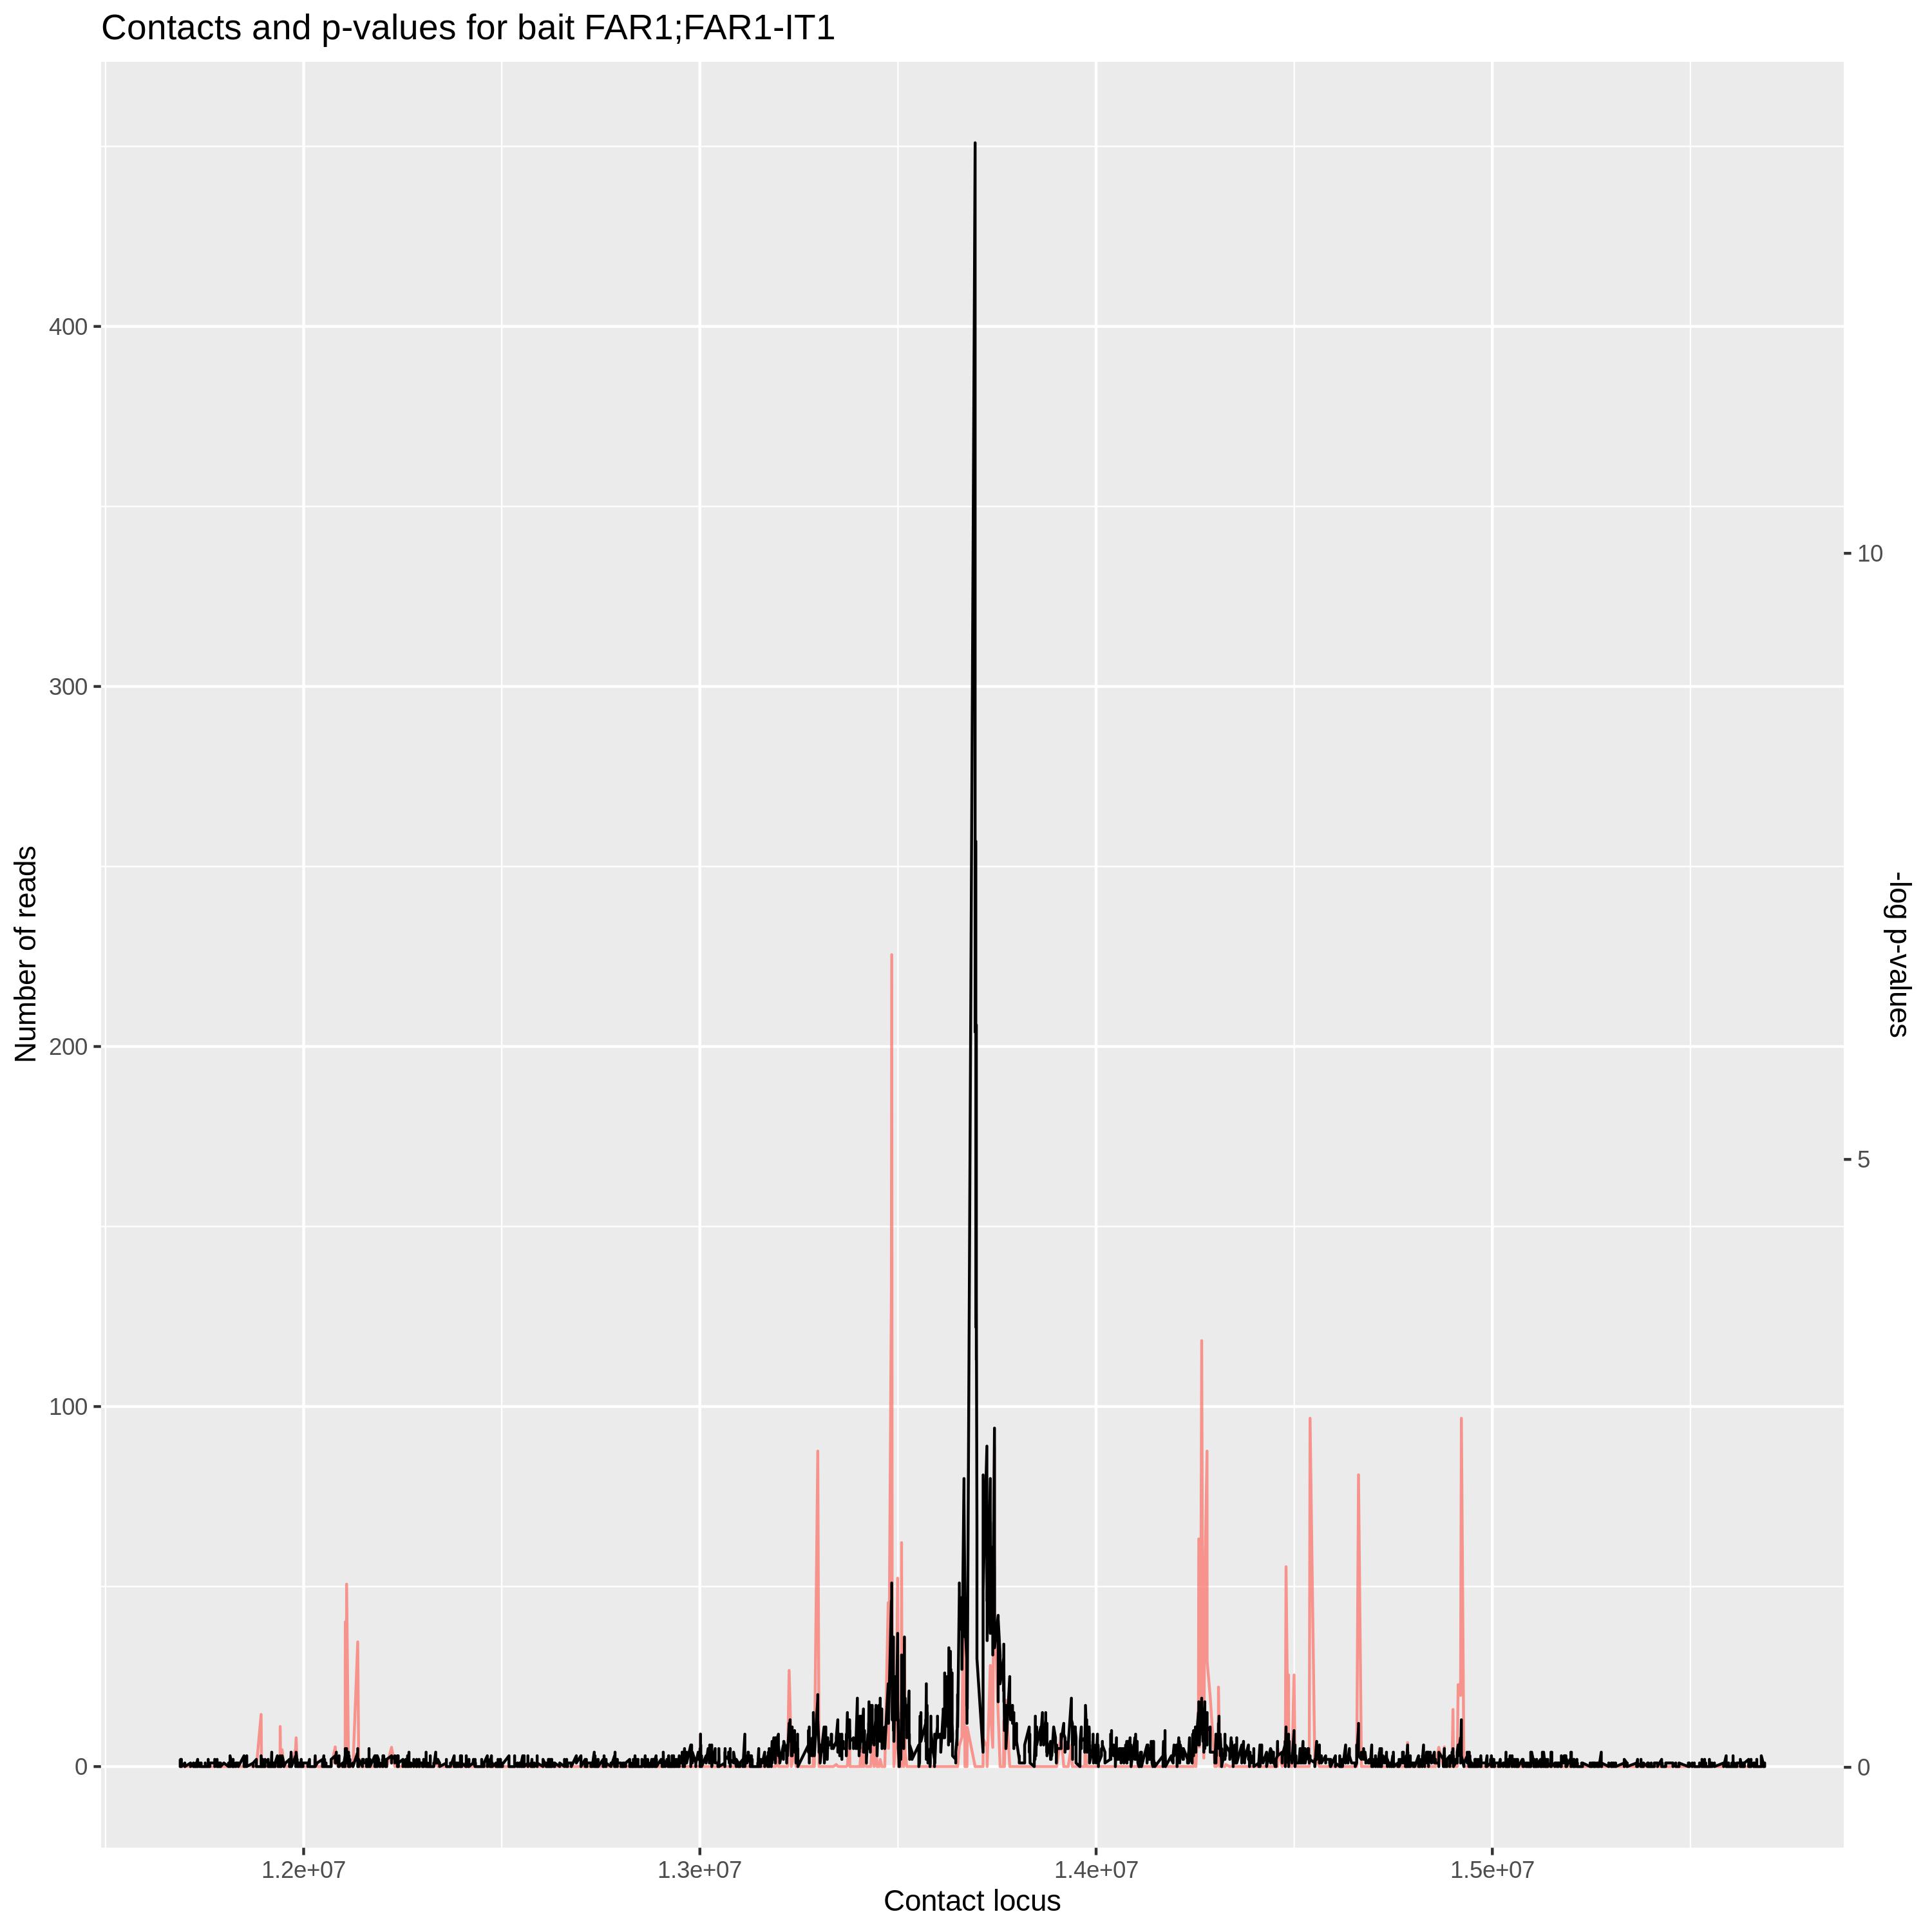 Contacts and p-values for bait FAR1;FAR1-IT1
Number of reads
400
300
200
100
0
10
5
0
-log p-values
1.2e+07
1.3e+07
1.4e+07
1.5e+07
Contact locus